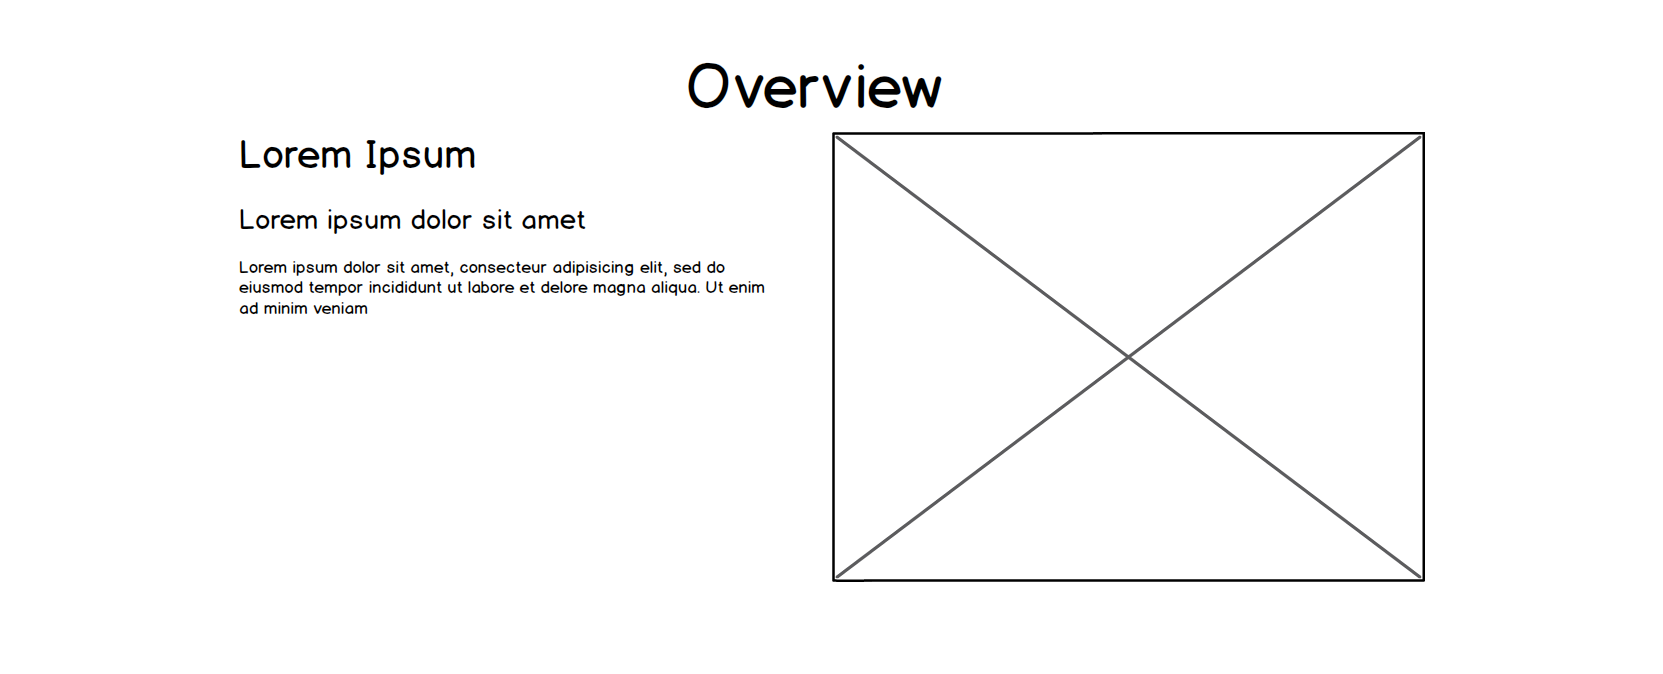 Overview
Lorem Ipsum
Lorem ipsum dolor sit amet
Lorem ipsum dolor sit amet, consecteur adipisicing elit, sed do
eiusmod tempor incididunt ut labore et delore magna aliqua. Ut enim
ad minim veniam